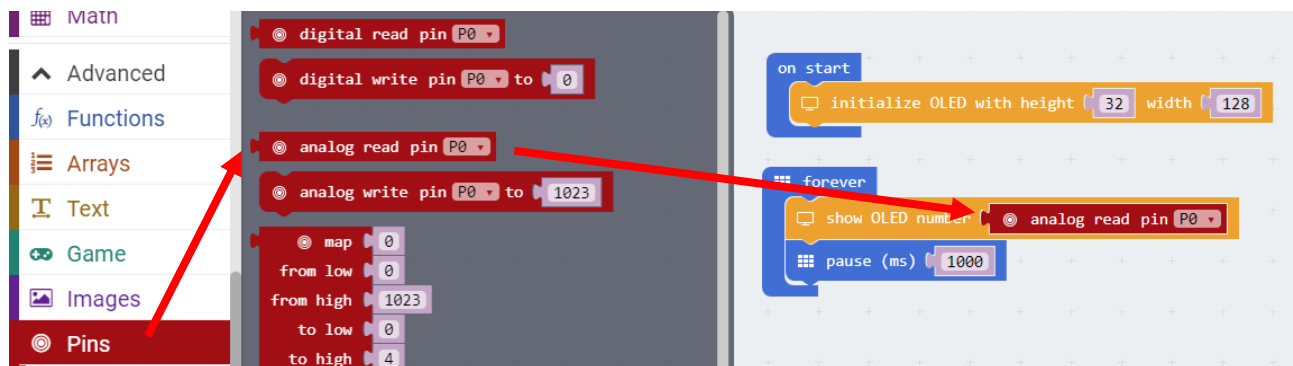 Math
Advanced
Functions
Arrays
Text
Game
Images
Pins
digital read pin P0
digital write pin P0 to 0
analog read pin P0
analog write pin P0 to 1023
map 0
from low 0
from high 1023
to low 0
to high 4
on start
initialize OLED with height 32 width 128
forever
show OLED number analog read pin P0
pause (ms) 1000